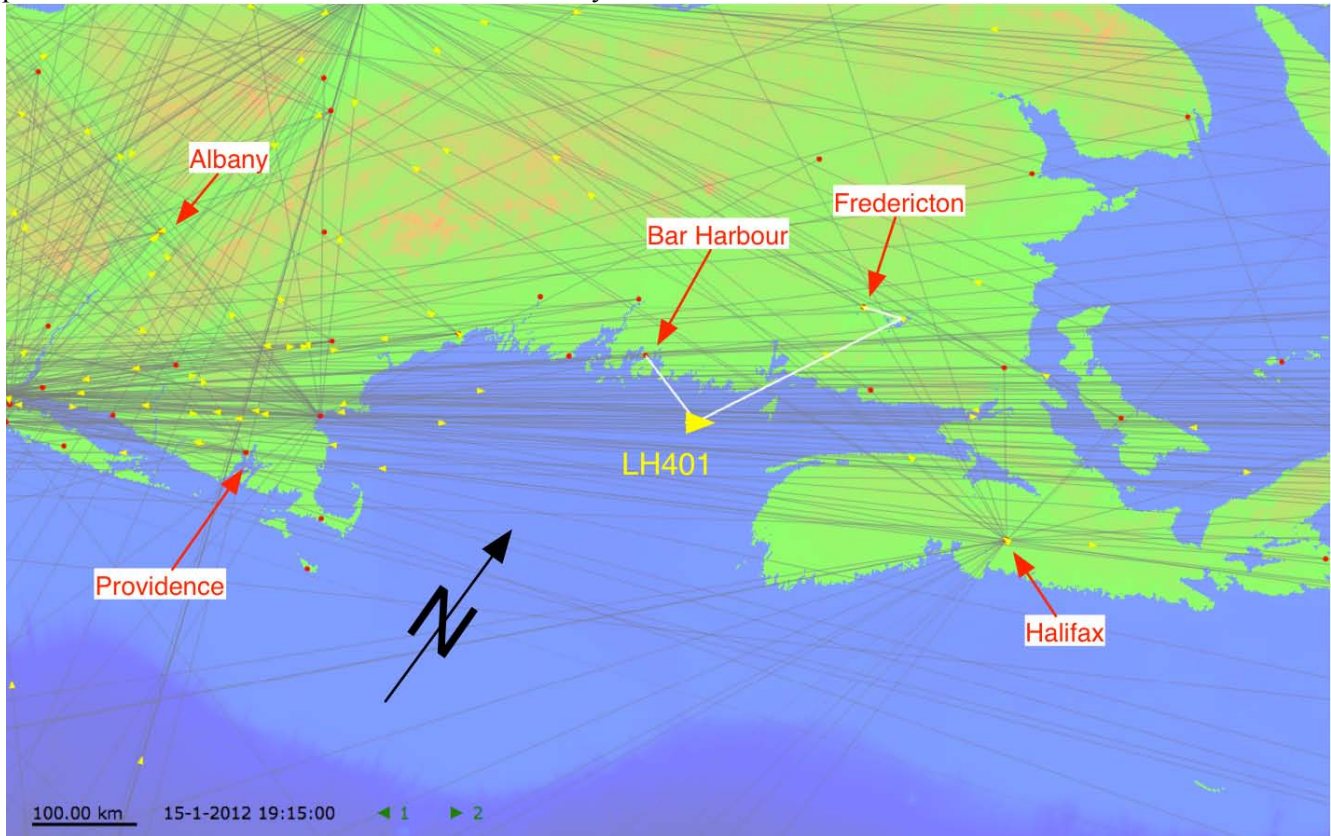 Albany
Fredericton
Bar Harbour
LH401
Providence
N
Halifax
100.00 km 15-1-2012 19:15:00 ◄ 1 ► 2